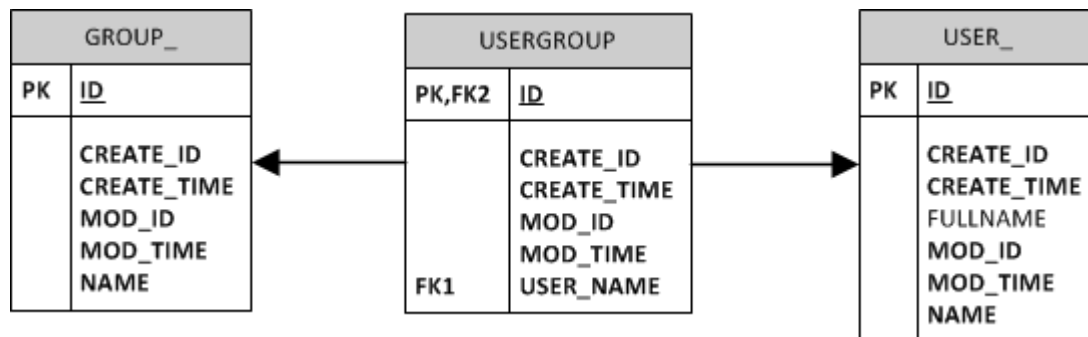 GROUP_
PK ID
CREATE_ID
CREATE_TIME
MOD_ID
MOD_TIME
NAME
USERGROUP
PK,FK2 ID
CREATE_ID
CREATE_TIME
MOD_ID
MOD_TIME
FK1 USER_NAME
USER_
PK ID
CREATE_ID
CREATE_TIME
FULLNAME
MOD_ID
MOD_TIME
NAME